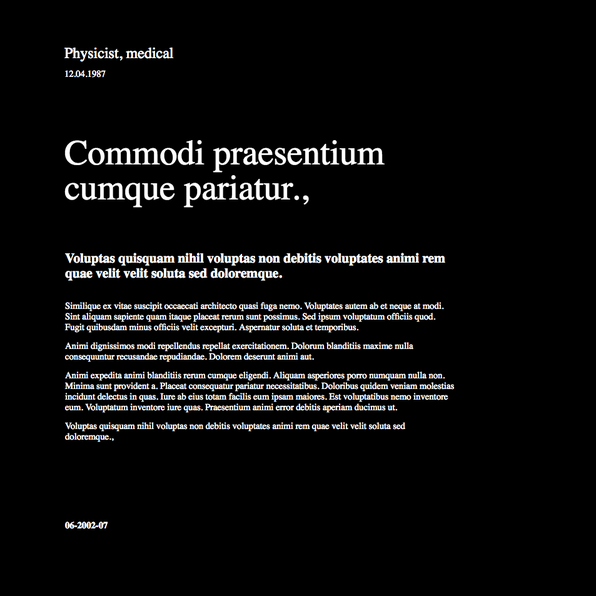 Physicist, medical
12.04.1987
Commodi praesentium
cumque pariatur.,
Voluptas quisquam nihil voluptas non debitis voluptates animi rem
quae velit velit soluta sed doloremque.
Similique ex vitae suscipit occaecati architecto quasi fuga nemo. Voluptates autem ab et neque at modi.
Sint aliquam sapiente quam itaque placeat rerum sunt possimus. Sed ipsum voluptatum officiis quod.
Fugit quibusdam minus officiis velit excepturi. Aspernatur soluta et temporibus.
Animi dignissimos modi repellendus repellat exercitationem. Dolorum blanditiis maxime nulla
consequuntur recusandae repudiandae. Dolorem deserunt animi aut.
Animi expedita animi blanditiis rerum cumque eligendi. Aliquam asperiores porro numquam nulla non.
Minima sunt provident a. Placeat consequatur pariatur necessitatibus. Doloribus quidem veniam molestias
incidunt delectus in quas. Iure ab eius totam facilis eum ipsam maiores. Est voluptatibus nemo inventore
eum. Voluptatum inventore iure quas. Praesentium animi error debitis aperiam ducimus ut.
Voluptas quisquam nihil voluptas non debitis voluptates animi rem quae velit velit soluta sed
doloremque.,
06-2002-07